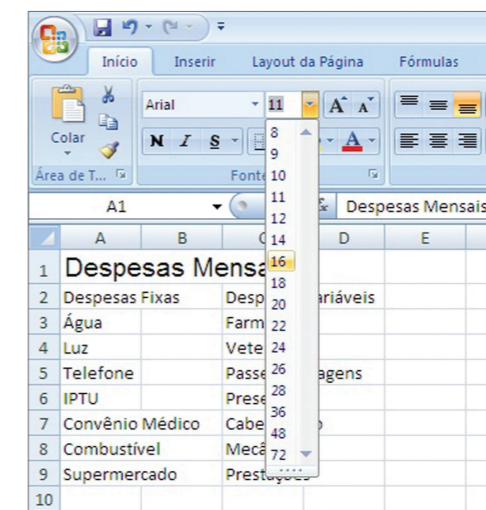 Início Inserir Layout da Página Fórmulas
Colar
Arial 11 A A
N I S A
Área de T... Fonte
A1 fx Despesas Mensais
A B C D E
1 Despesas Mensa
2 Despesas Fixas Desp ariáveis
3 Água Farm
4 Luz Vete
5 Telefone Passe agens
6 IPTU Prese
7 Convênio Médico Cabe o
8 Combustível Mecâ
9 Supermercado Prestações
10
8
9
10
11
12
14
16
18
20
22
24
26
28
36
48
72